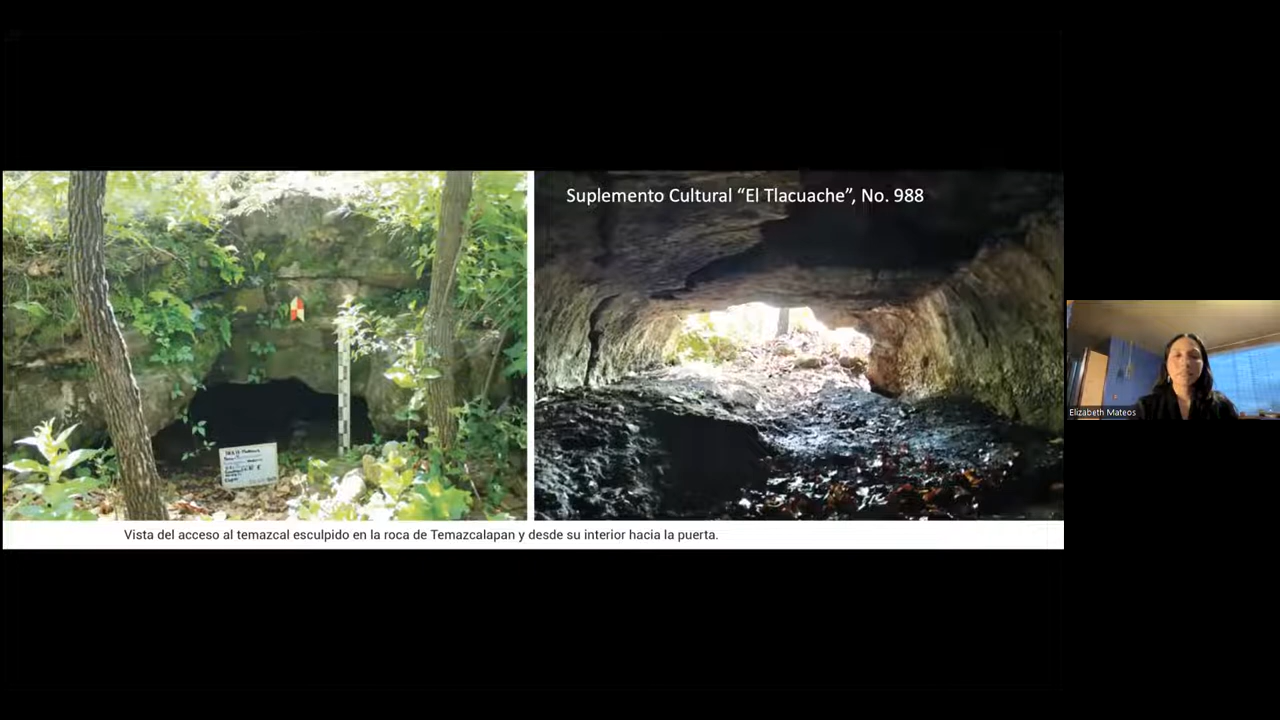 Suplemento Cultural “El Tlacuache”, No. 988
Vista del acceso al temazcal esculpido en la roca de Temazcalapan y desde su interior hacia la puerta.
Elizabeth Mateos